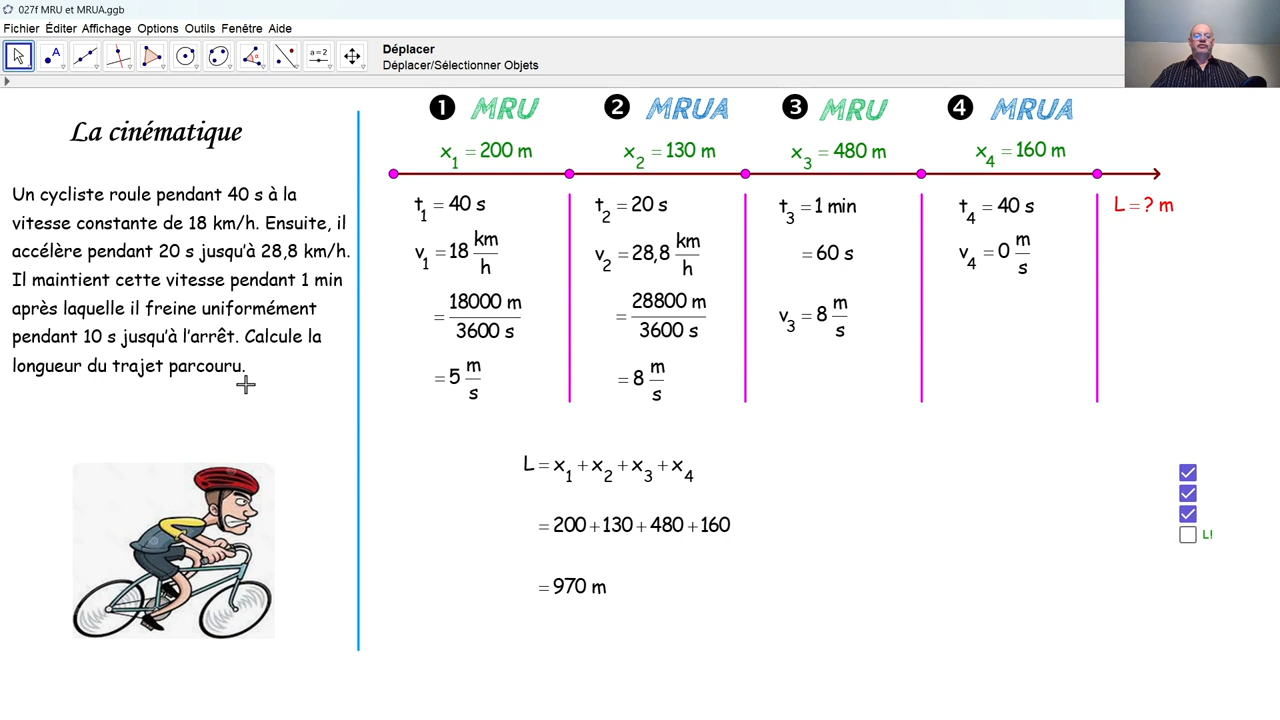 027f MRU et MRUA.ggb
Fichier Éditer Affichage Options Outils Fenêtre Aide
A
α
a=2
Déplacer
Déplacer/Sélectionner Objets
La cinématique
Un cycliste roule pendant 40 s à la
vitesse constante de 18 km/h. Ensuite, il
accélère pendant 20 s jusqu'à 28,8 km/h.
Il maintient cette vitesse pendant 1 min
après laquelle il freine uniformément
pendant 10 s jusqu'à l'arrêt. Calcule la
longueur du trajet parcouru.
1 MRU
x₁ = 200 m
t₁ = 40 s
v₁ = 18 km/h
= 18000 m / 3600 s
= 5 m/s
2 MRUA
x₂ = 130 m
t₂ = 20 s
v₂ = 28,8 km/h
= 28800 m / 3600 s
= 8 m/s
3 MRU
x₃ = 480 m
t₃ = 1 min
= 60 s
v₃ = 8 m/s
4 MRUA
x₄ = 160 m
t₄ = 40 s
v₄ = 0 m/s
L = ? m
L = x₁ + x₂ + x₃ + x₄
= 200 + 130 + 480 + 160
= 970 m
L!